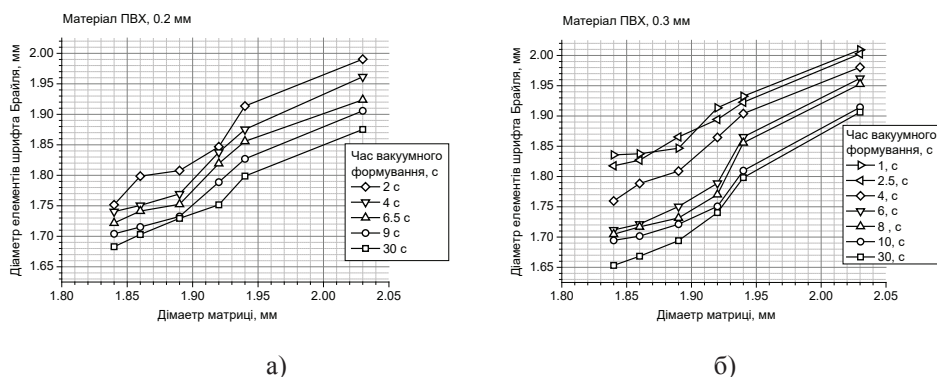 Матеріал ПВХ, 0.2 мм
Діаметр елементів шрифта Брайля, мм
2.00
1.95
1.90
1.85
1.80
1.75
1.70
1.65
1.80
1.85
1.90
1.95
2.00
2.05
Діаметр матриці, мм
Час вакуумного
формування, с
2 с
4 с
6.5 с
9 с
30 с
а)
Матеріал ПВХ, 0.3 мм
Діаметр елементів шрифта Брайля, мм
2.00
1.95
1.90
1.85
1.80
1.75
1.70
1.65
1.80
1.85
1.90
1.95
2.00
2.05
Діматер матриці, мм
Час вакуумного
формування, с
1, с
2.5, с
4, с
6, с
8 , с
10, с
30, с
б)